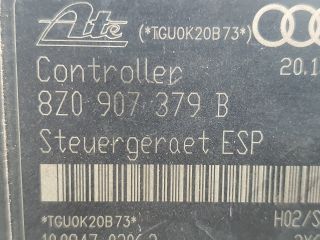 Ate (*TGU0K20B73*)
Controller 20.1
8Z0 907 379 B
Steuergeraet ESP
*TGU0K20B73* H02/S